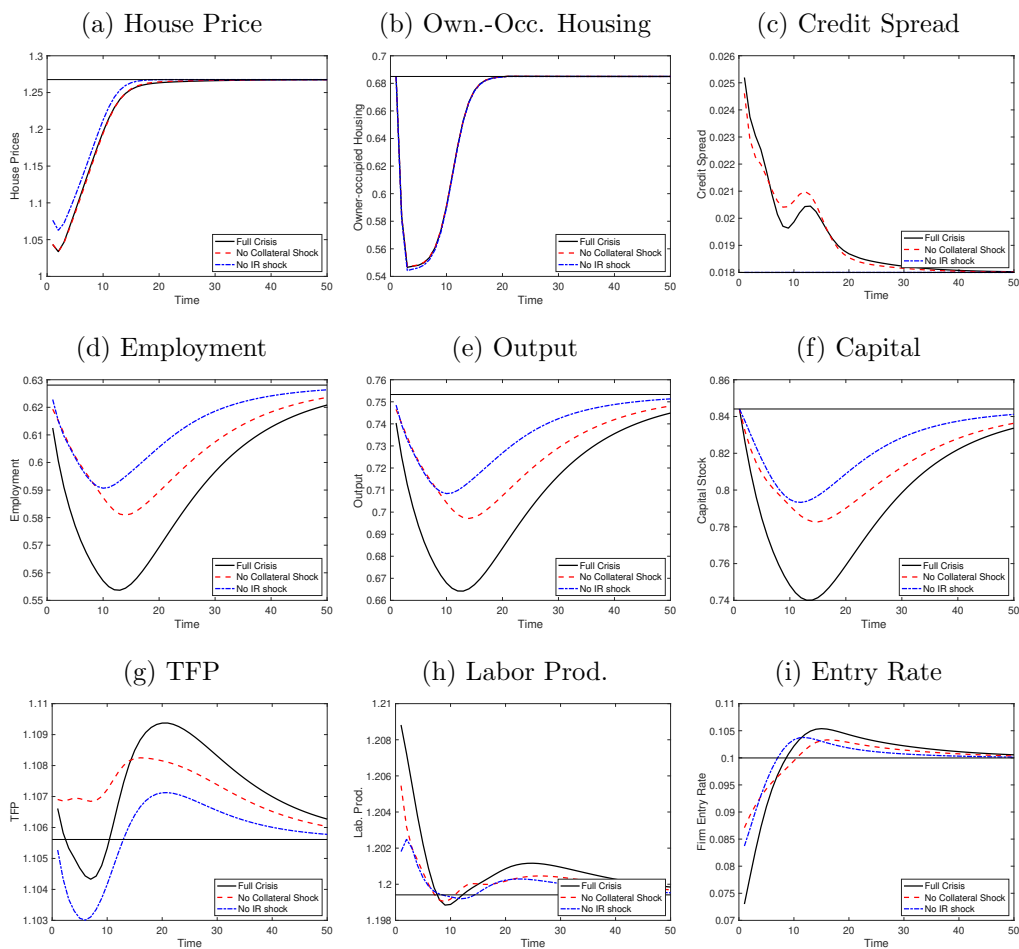 (a) House Price
(b) Own.-Occ. Housing
(c) Credit Spread
1.3
1.25
1.2
1.15
1.1
1.05
1
House Prices
0 10 20 30 40 50
Time
Full Crisis
No Collateral Shock
No IR shock
0.7
0.68
0.66
0.64
0.62
0.6
0.58
0.56
0.54
Owner-occupied Housing
0 10 20 30 40 50
Time
Full Crisis
No Collateral Shock
No IR shock
0.026
0.025
0.024
0.023
0.022
0.021
0.02
0.019
0.018
Credit Spread
0 10 20 30 40 50
Time
Full Crisis
No Collateral Shock
No IR shock
(d) Employment
(e) Output
(f) Capital
0.63
0.62
0.61
0.6
0.59
0.58
0.57
0.56
0.55
Employment
0 10 20 30 40 50
Time
Full Crisis
No Collateral Shock
No IR shock
0.76
0.75
0.74
0.73
0.72
0.71
0.7
0.69
0.68
0.67
0.66
Output
0 10 20 30 40 50
Time
Full Crisis
No Collateral Shock
No IR shock
0.86
0.84
0.82
0.8
0.78
0.76
0.74
Capital Stock
0 10 20 30 40 50
Time
Full Crisis
No Collateral Shock
No IR shock
(g) TFP
(h) Labor Prod.
(i) Entry Rate
1.11
1.109
1.108
1.107
1.106
1.105
1.104
1.103
TFP
0 10 20 30 40 50
Time
Full Crisis
No Collateral Shock
No IR shock
1.21
1.208
1.206
1.204
1.202
1.2
1.198
Lab. Prod.
0 10 20 30 40 50
Time
Full Crisis
No Collateral Shock
No IR shock
0.11
0.105
0.1
0.095
0.09
0.085
0.08
0.075
0.07
Firm Entry Rate
0 10 20 30 40 50
Time
Full Crisis
No Collateral Shock
No IR shock